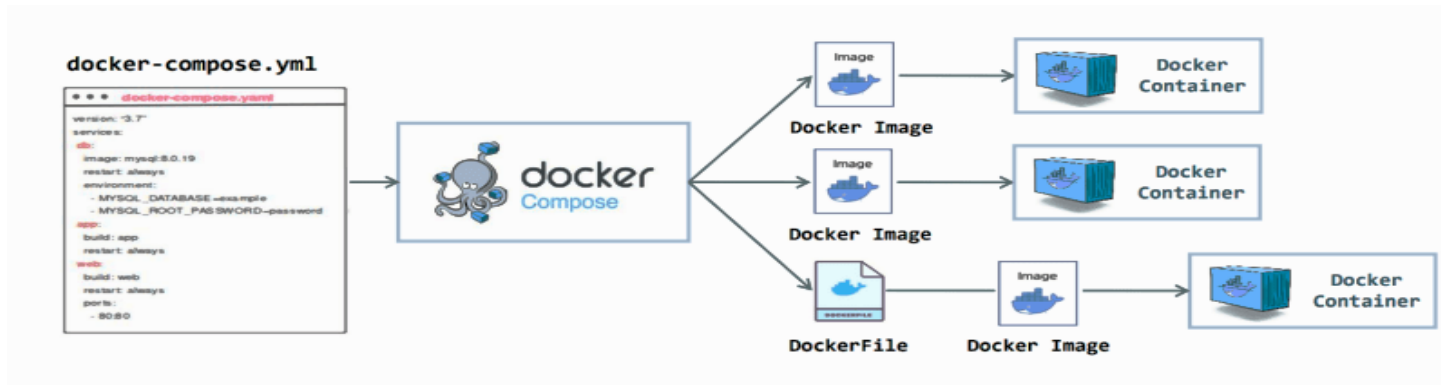 docker-compose.yml
docker-compose.yaml
version: "3.7"
services:
db:
image: mysql:8.0.19
restart: always
environment:
- MYSQL_DATABASE=example
- MYSQL_ROOT_PASSWORD=password
app:
build: app
restart: always
web:
build: web
restart: always
ports:
- 80:80
docker
Compose
Image
Docker Image
Docker
Container
Image
Docker Image
Docker
Container
DOCKERFILE
DockerFile
Image
Docker Image
Docker
Container